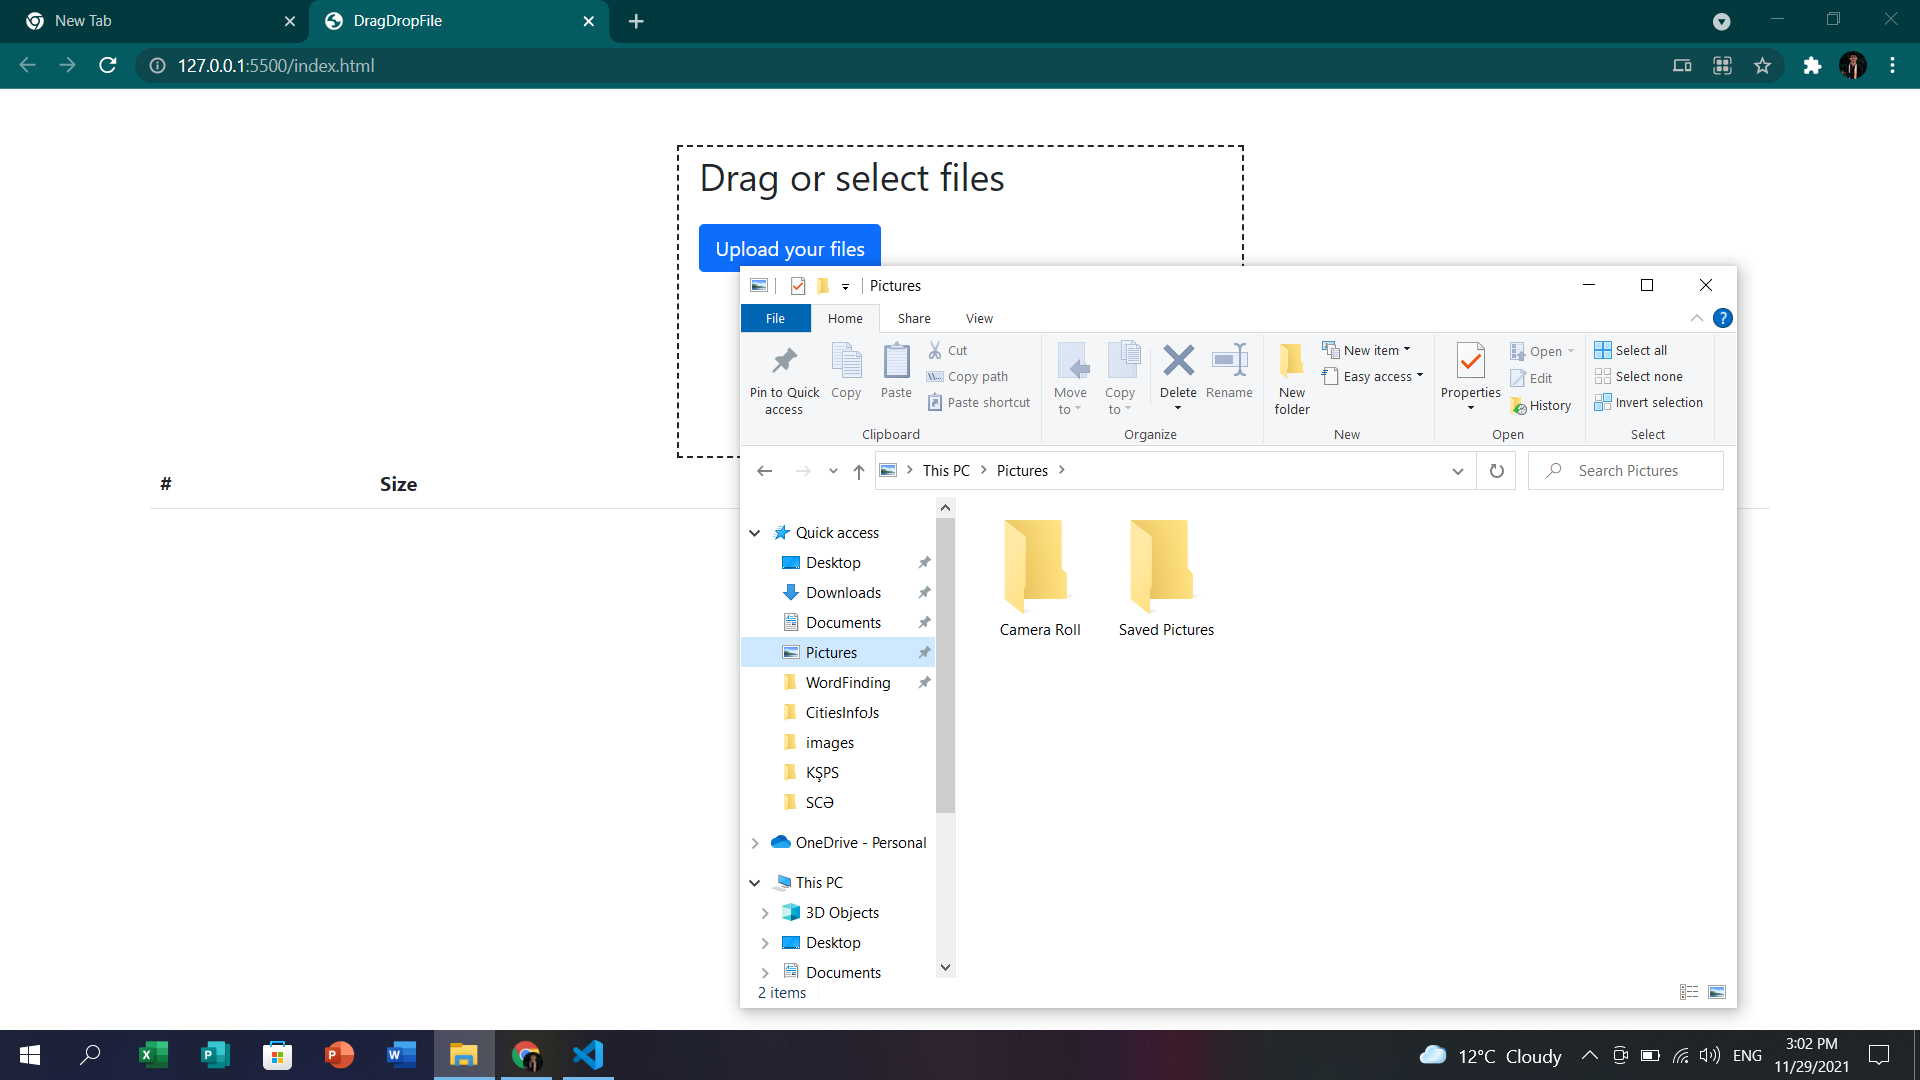 New Tab
DragDropFile
127.0.0.1:5500/index.html
Drag or select files
Upload your files
# Size
Pictures
File Home Share View
Pin to Quick access
Copy
Paste
Cut
Copy path
Paste shortcut
Clipboard
Move to
Copy to
Delete
Rename
Organize
New folder
New item
Easy access
New
Properties
Open
Edit
History
Open
Select all
Select none
Invert selection
Select
This PC Pictures
Search Pictures
Quick access
Desktop
Downloads
Documents
Pictures
WordFinding
CitiesInfoJs
images
KŞPS
SCƏ
OneDrive - Personal
This PC
3D Objects
Desktop
Documents
Camera Roll
Saved Pictures
2 items
12°C Cloudy
ENG
3:02 PM
11/29/2021